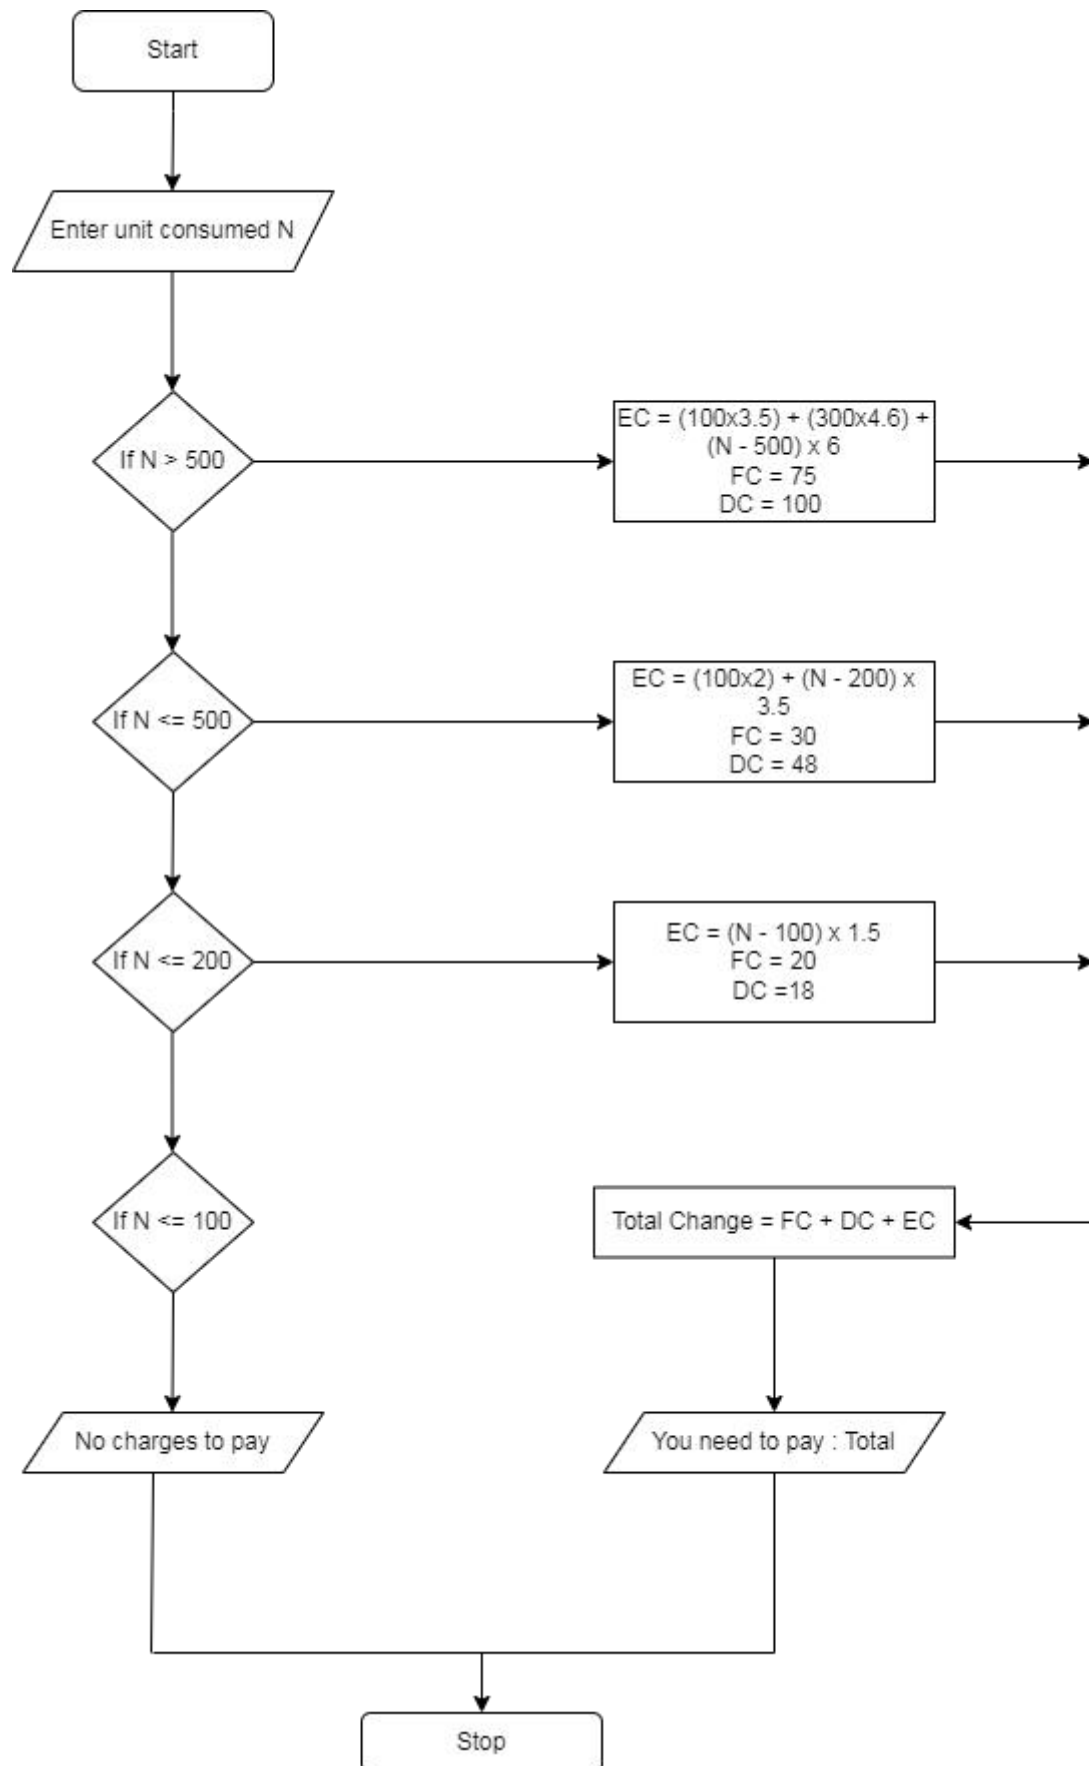 Start
Enter unit consumed N
If N > 500
EC = (100x3.5) + (300x4.6) +
(N - 500) x 6
FC = 75
DC = 100
If N <= 500
EC = (100x2) + (N - 200) x
3.5
FC = 30
DC = 48
If N <= 200
EC = (N - 100) x 1.5
FC = 20
DC =18
If N <= 100
Total Change = FC + DC + EC
No charges to pay
You need to pay : Total
Stop